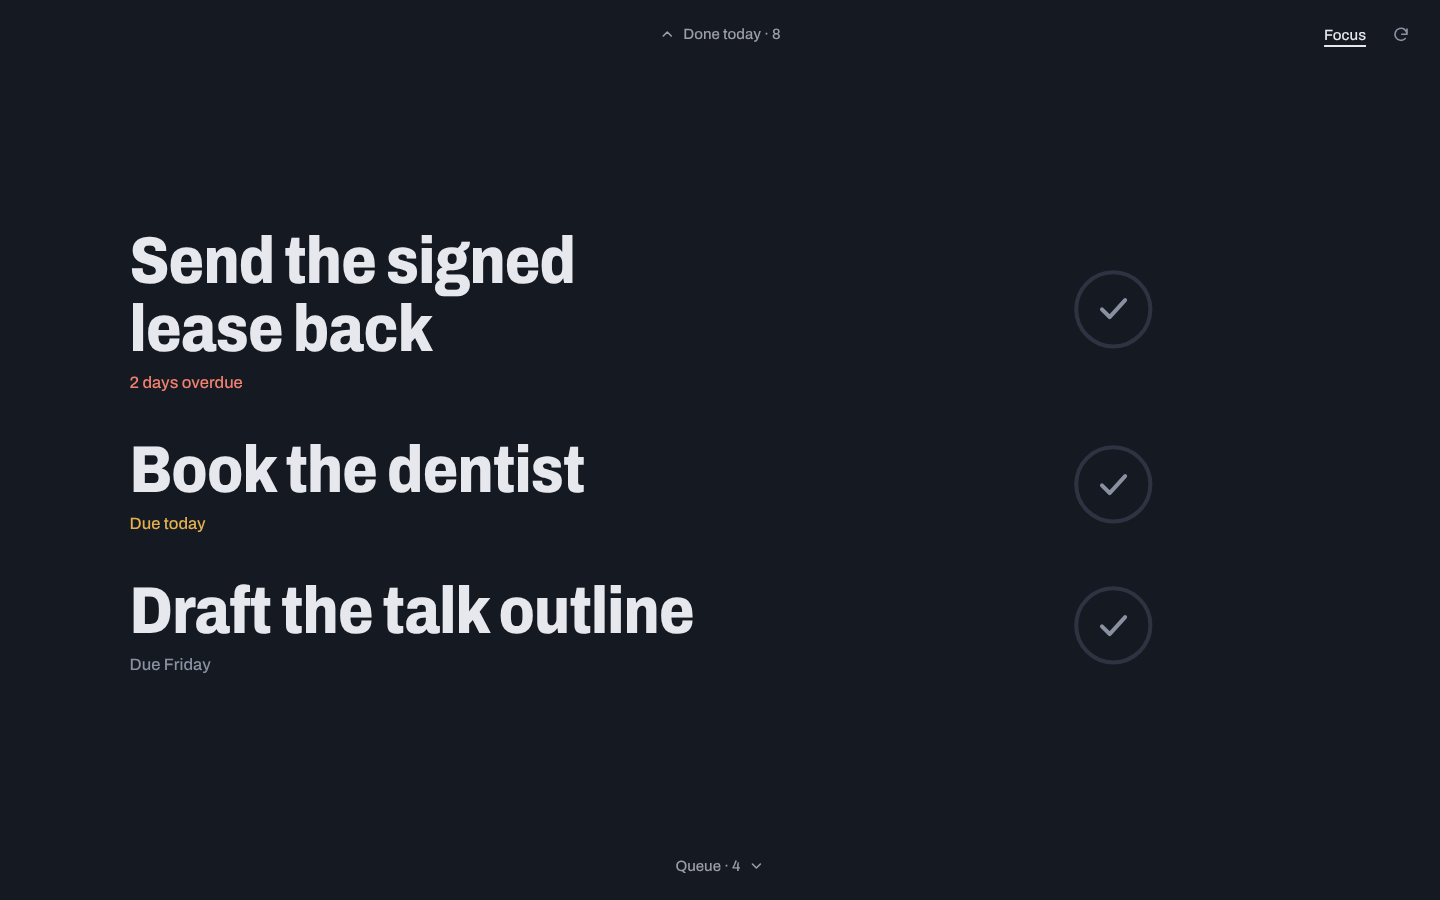 Done today · 8
Focus
Send the signed
lease back
2 days overdue
Book the dentist
Due today
Draft the talk outline
Due Friday
Queue · 4